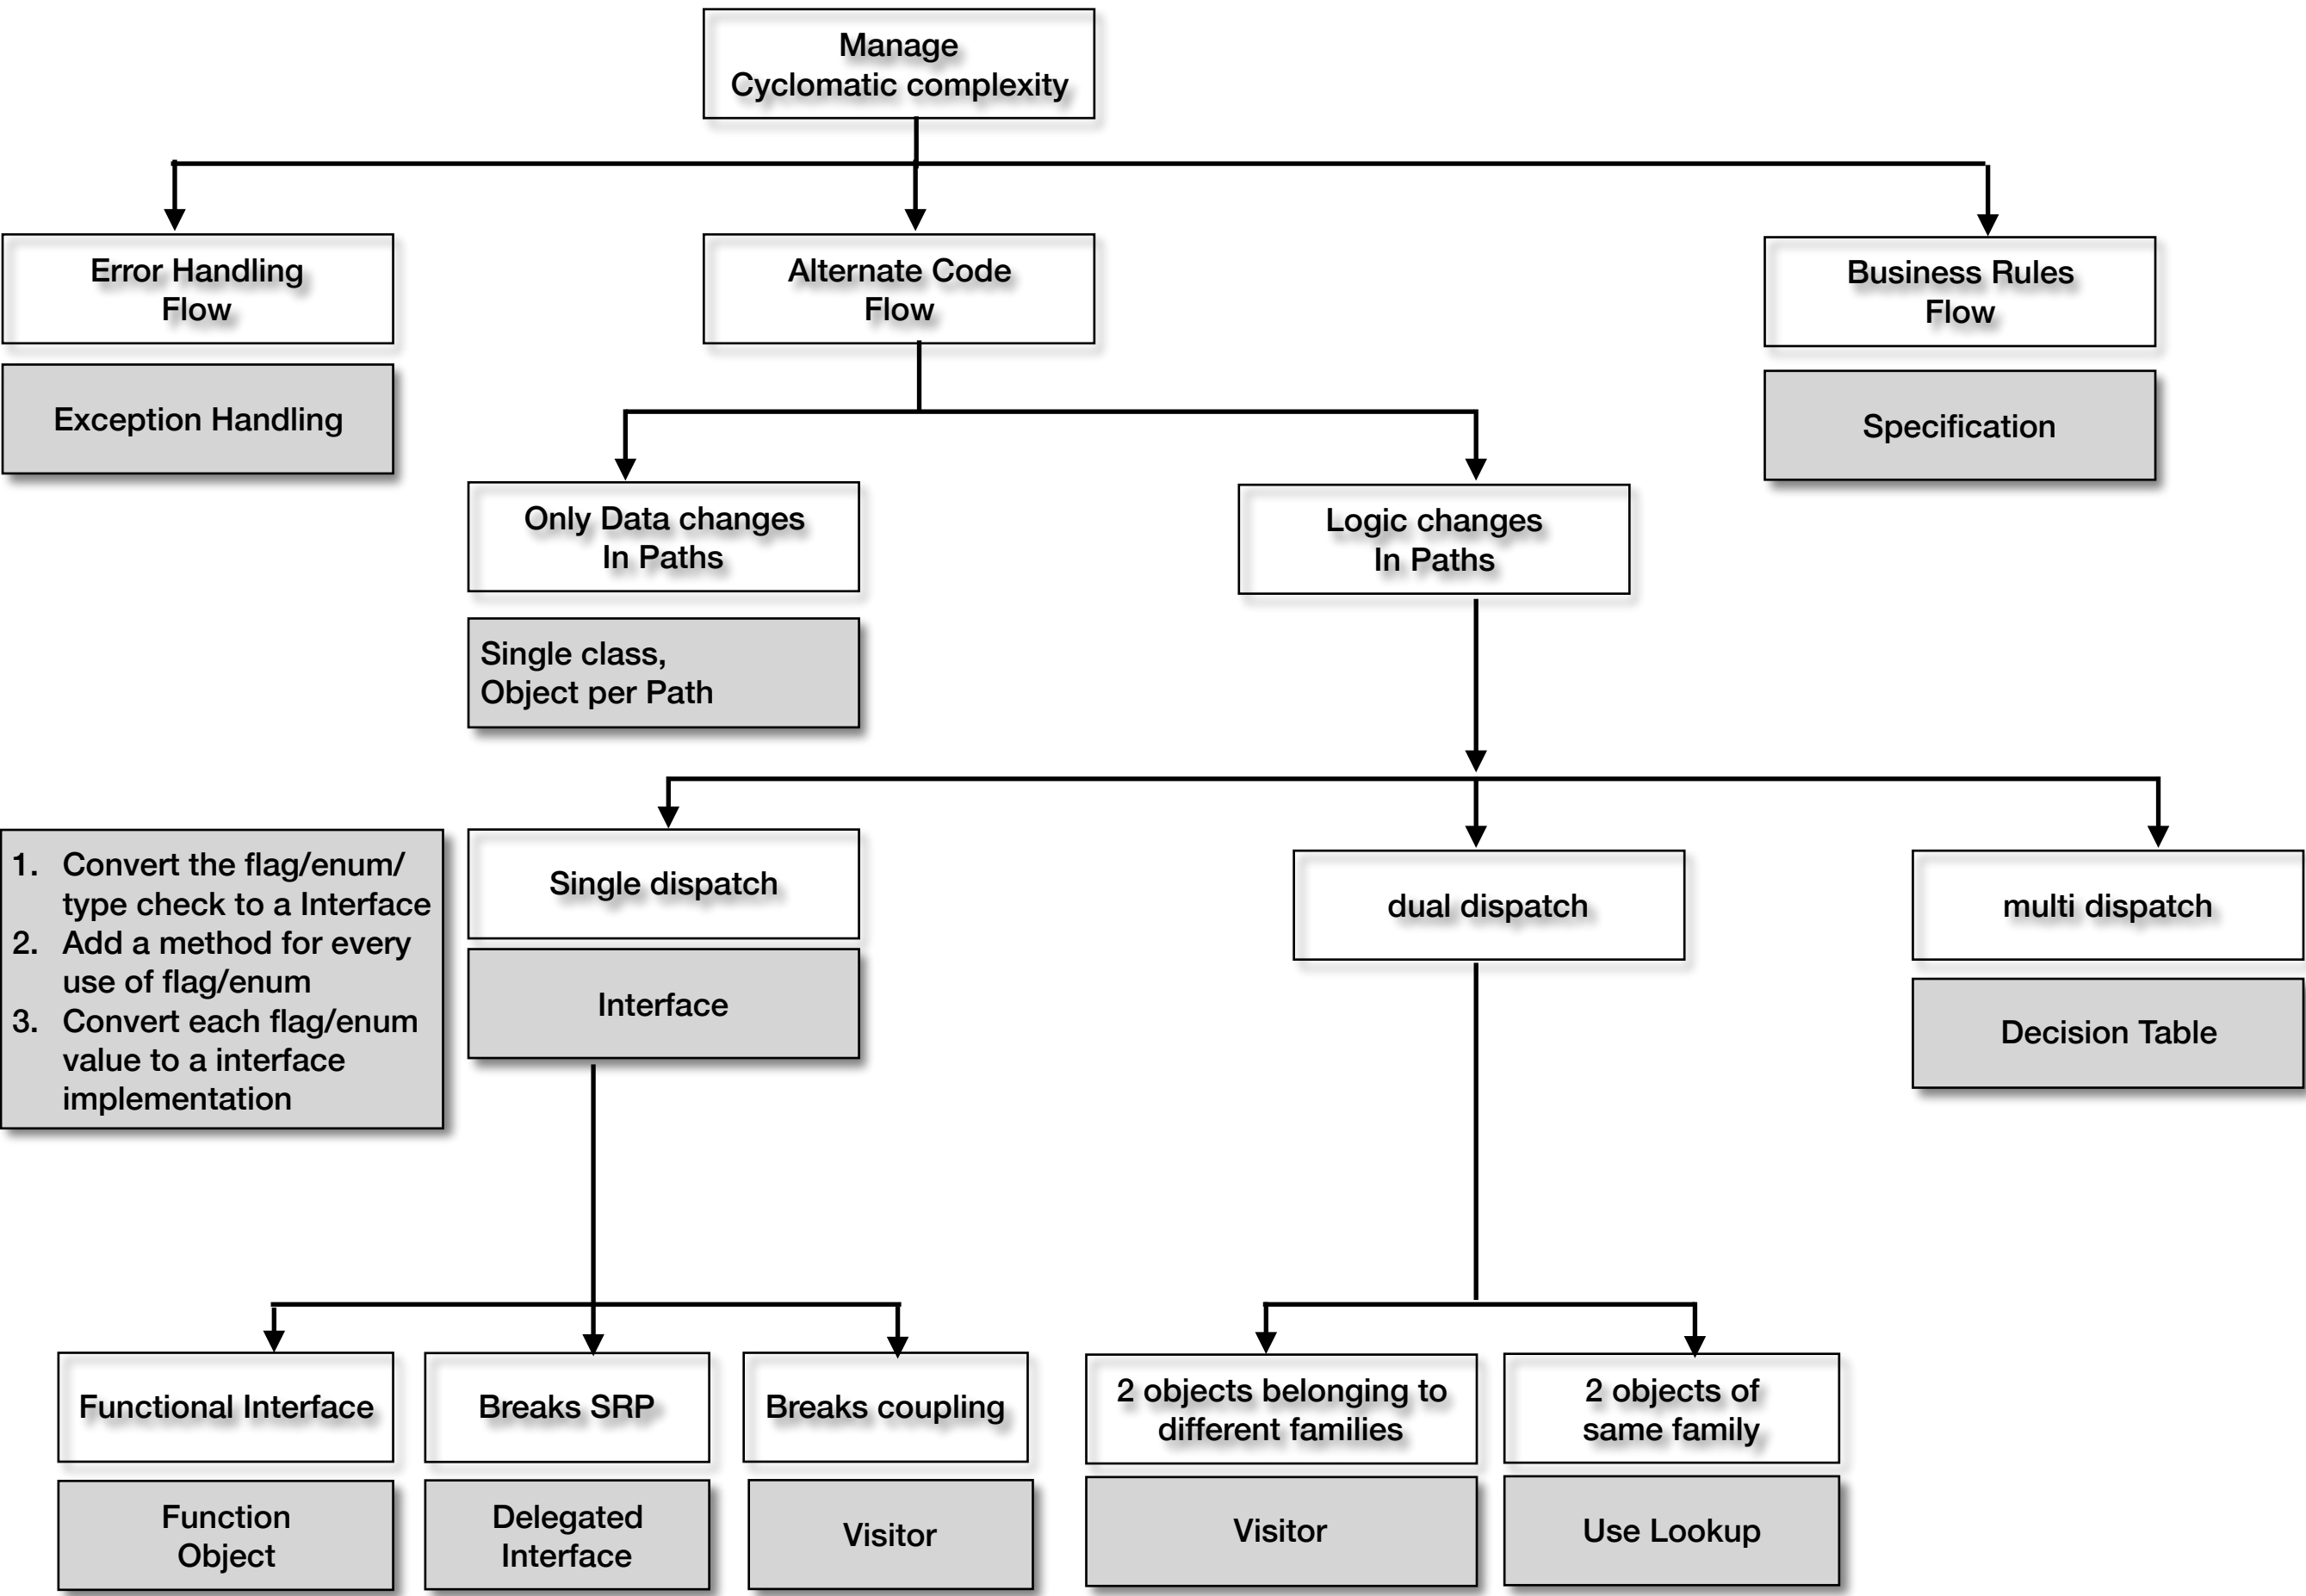 Manage
Cyclomatic complexity
Error Handling
Flow
Alternate Code
Flow
Business Rules
Flow
Exception Handling
Specification
Only Data changes
In Paths
Logic changes
In Paths
Single class,
Object per Path
1. Convert the flag/enum/
type check to a Interface
2. Add a method for every
use of flag/enum
3. Convert each flag/enum
value to a interface
implementation
Single dispatch
dual dispatch
multi dispatch
Interface
Decision Table
Functional Interface
Breaks SRP
Breaks coupling
2 objects belonging to
different families
2 objects of
same family
Function
Object
Delegated
Interface
Visitor
Visitor
Use Lookup